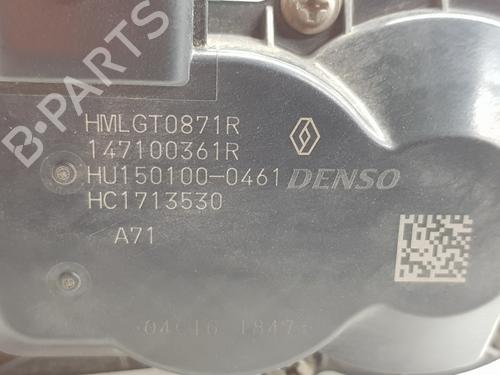 HMLGT0871R
147100361R
HU150100-0461 DENSO
HC1713530
A71
B-PARTS